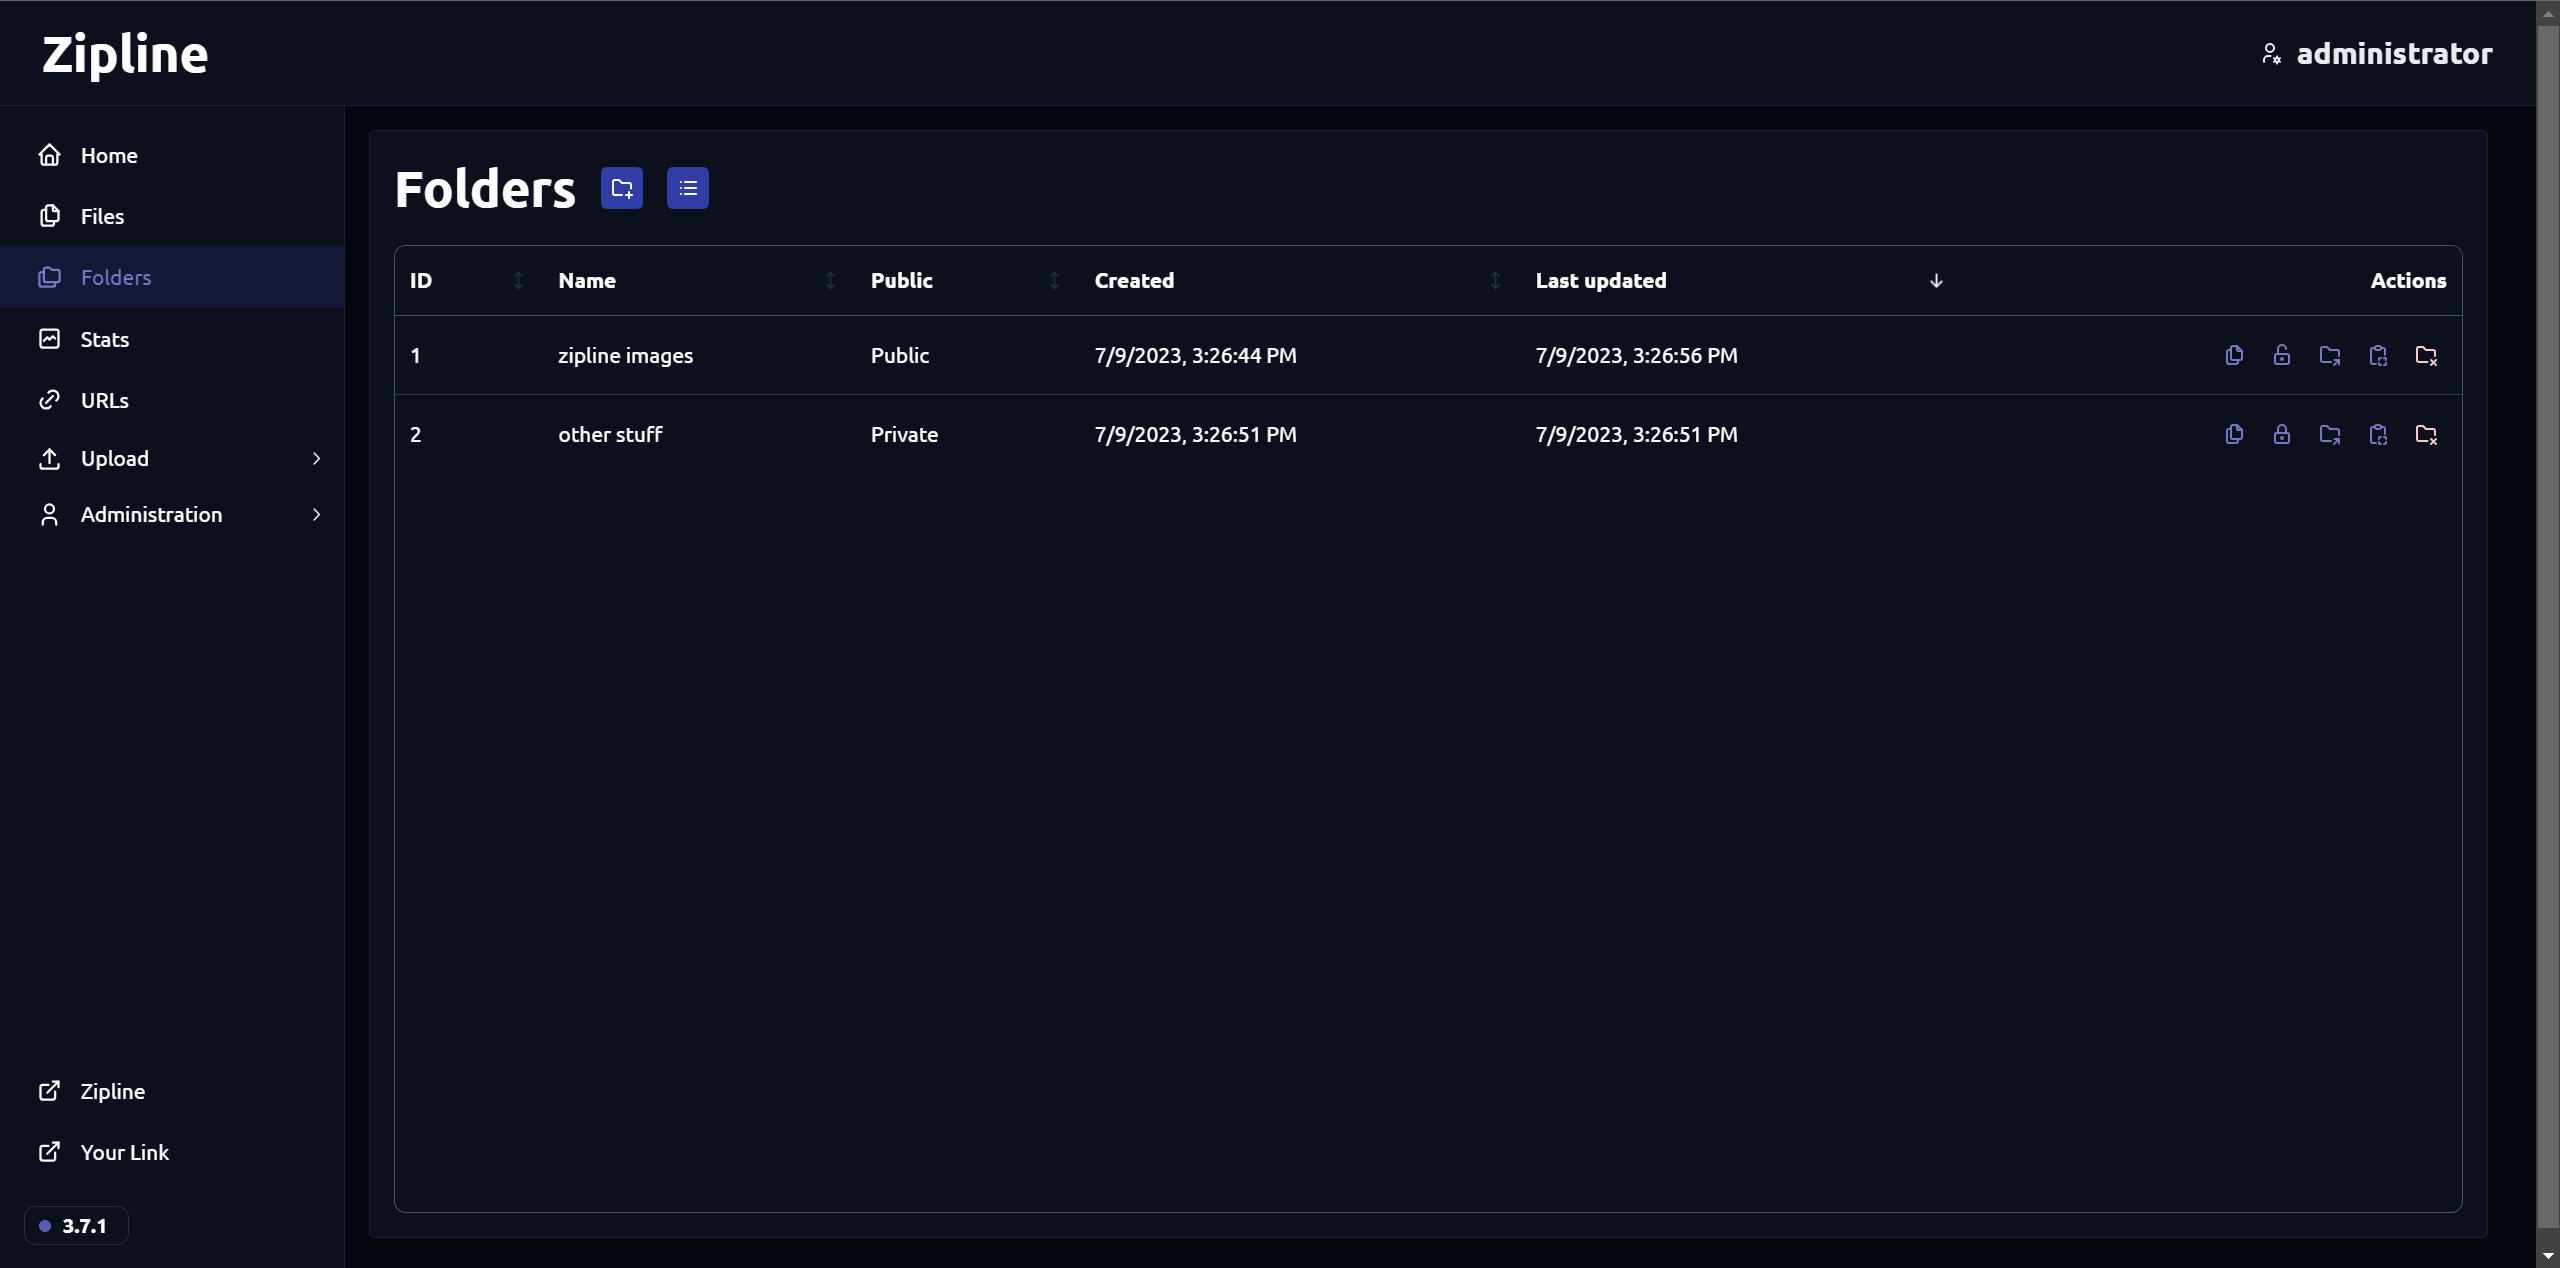 Zipline
administrator
Home
Files
Folders
Stats
URLs
Upload
Administration
Zipline
Your Link
3.7.1
Folders
ID Name Public Created Last updated Actions
1 zipline images Public 7/9/2023, 3:26:44 PM 7/9/2023, 3:26:56 PM
2 other stuff Private 7/9/2023, 3:26:51 PM 7/9/2023, 3:26:51 PM